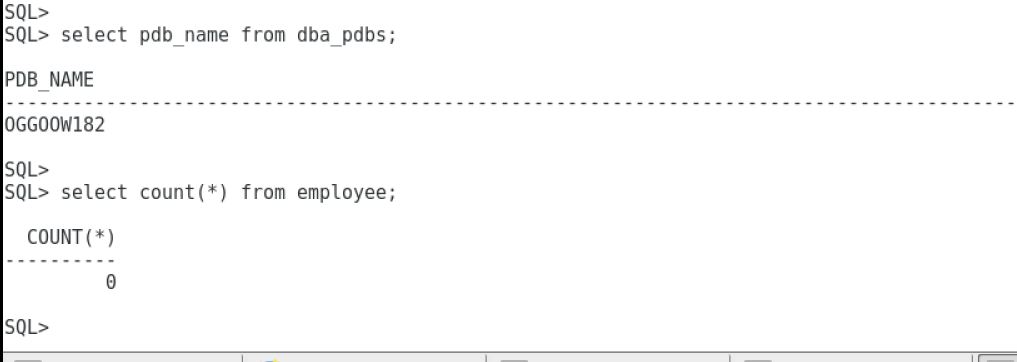 SQL>
SQL> select pdb_name from dba_pdbs;
PDB_NAME
--------------------------------------------------------------------------------
OGGOOW182
SQL>
SQL> select count(*) from employee;
COUNT(*)
----------
0
SQL>